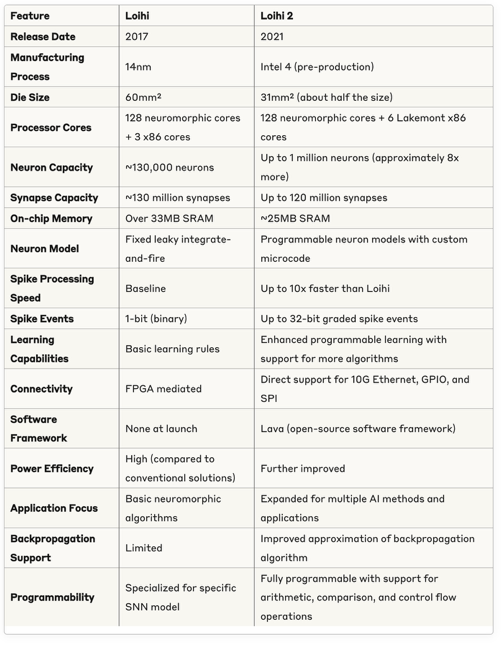 Feature Loihi Loihi 2
Release Date 2017 2021
Manufacturing Process 14nm Intel 4 (pre-production)
Die Size 60mm² 31mm² (about half the size)
Processor Cores 128 neuromorphic cores + 3 x86 cores 128 neuromorphic cores + 6 Lakemont x86 cores
Neuron Capacity ~130,000 neurons Up to 1 million neurons (approximately 8x more)
Synapse Capacity ~130 million synapses Up to 120 million synapses
On-chip Memory Over 33MB SRAM ~25MB SRAM
Neuron Model Fixed leaky integrate-and-fire Programmable neuron models with custom microcode
Spike Processing Speed Baseline Up to 10x faster than Loihi
Spike Events 1-bit (binary) Up to 32-bit graded spike events
Learning Capabilities Basic learning rules Enhanced programmable learning with support for more algorithms
Connectivity FPGA mediated Direct support for 10G Ethernet, GPIO, and SPI
Software Framework None at launch Lava (open-source software framework)
Power Efficiency High (compared to conventional solutions) Further improved
Application Focus Basic neuromorphic algorithms Expanded for multiple AI methods and applications
Backpropagation Support Limited Improved approximation of backpropagation algorithm
Programmability Specialized for specific SNN model Fully programmable with support for arithmetic, comparison, and control flow operations